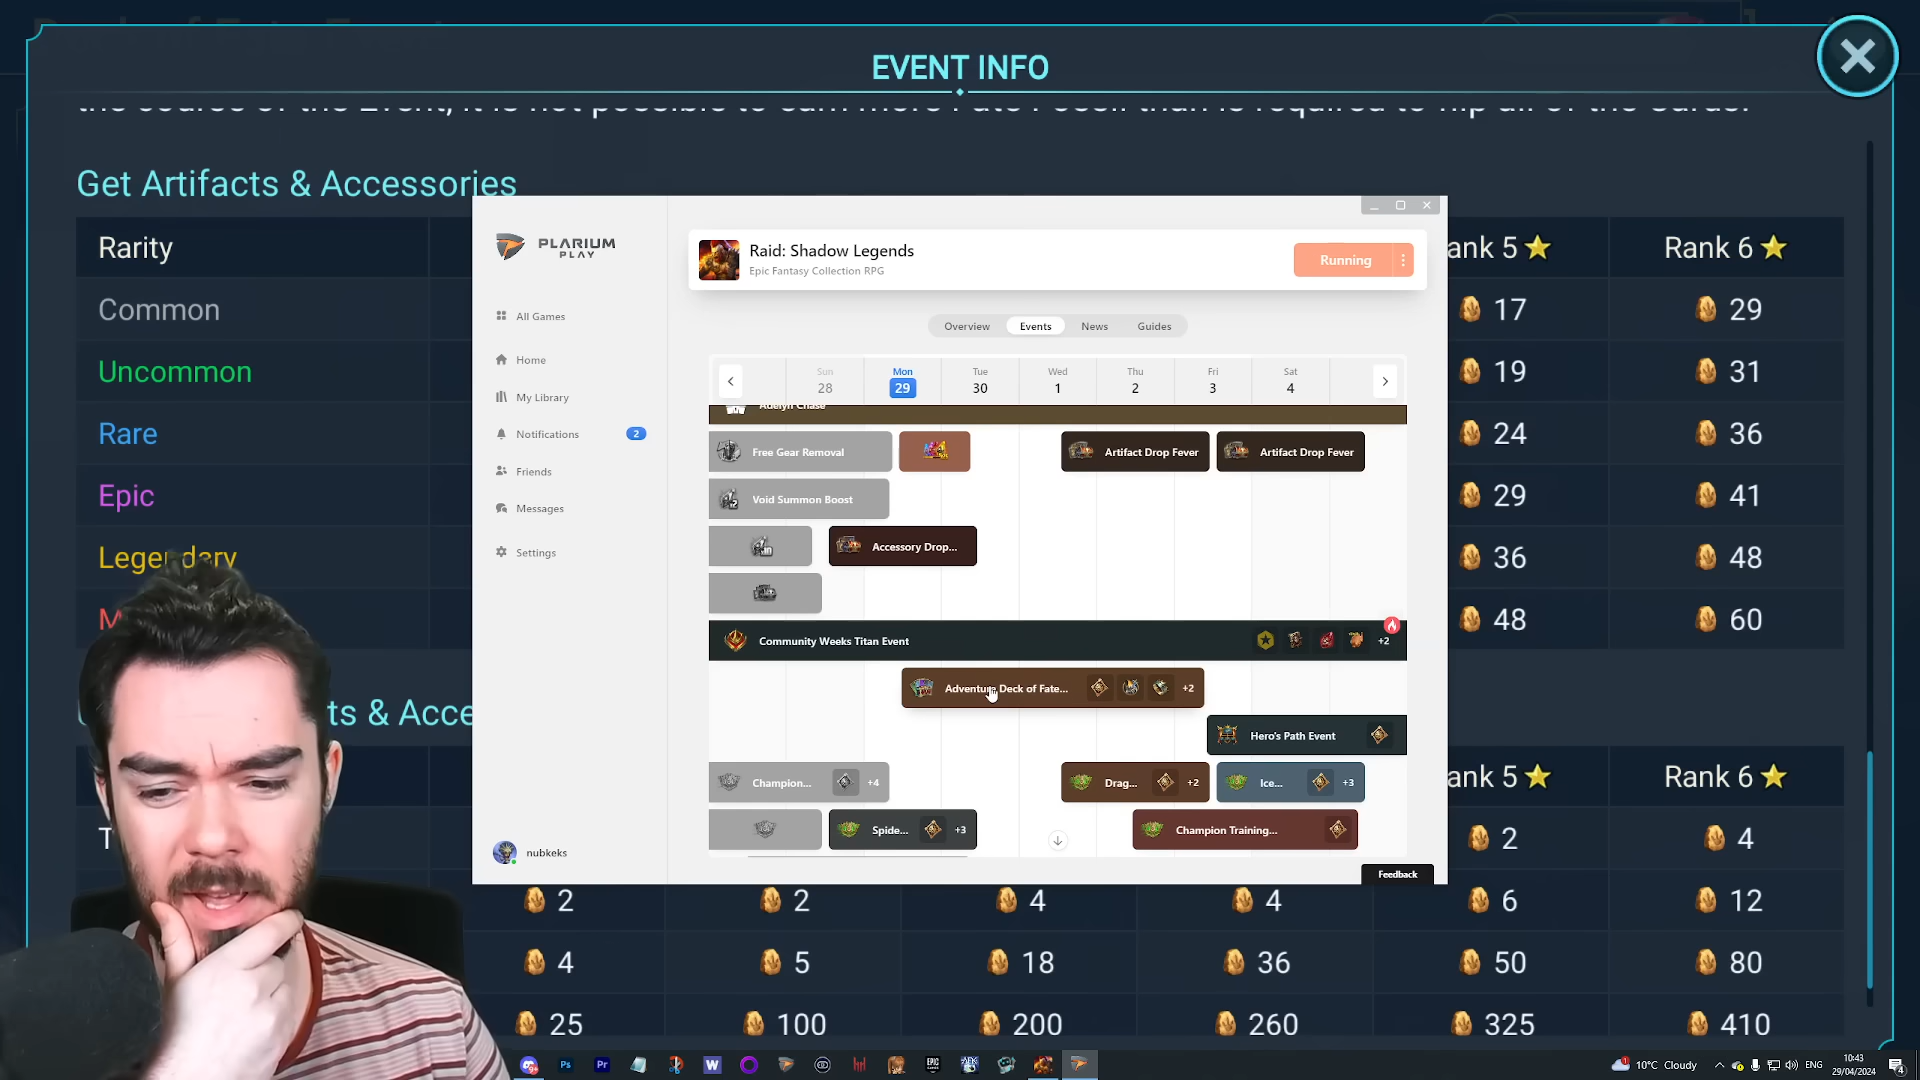 EVENT INFO
Get Artifacts & Accessories
Rarity
ank 5
Rank 6
Common
17
29
Uncommon
19
31
Rare
24
36
Epic
29
41
Legendary
36
48
M
48
60
ts & Acce
ank 5
Rank 6
T
2
4
2
2
4
4
6
12
4
5
18
36
50
80
25
100
200
260
325
410
PLARIUM
PLAY
All Games
Home
My Library
Notifications
2
Friends
Messages
Settings
nubkeks
Raid: Shadow Legends
Epic Fantasy Collection RPG
Running
Overview
Events
News
Guides
Sun
28
Mon
29
Tue
30
Wed
1
Thu
2
Fri
3
Sat
4
Adelyn Chase
Free Gear Removal
Artifact Drop Fever
Artifact Drop Fever
Void Summon Boost
Accessory Drop...
Community Weeks Titan Event
+2
Adventure Deck of Fate...
+2
Hero's Path Event
Champion...
+4
Drag...
+2
Ice...
+3
Spide...
+3
Champion Training...
Feedback
10°C Cloudy
ENG
10:43
29/04/2024